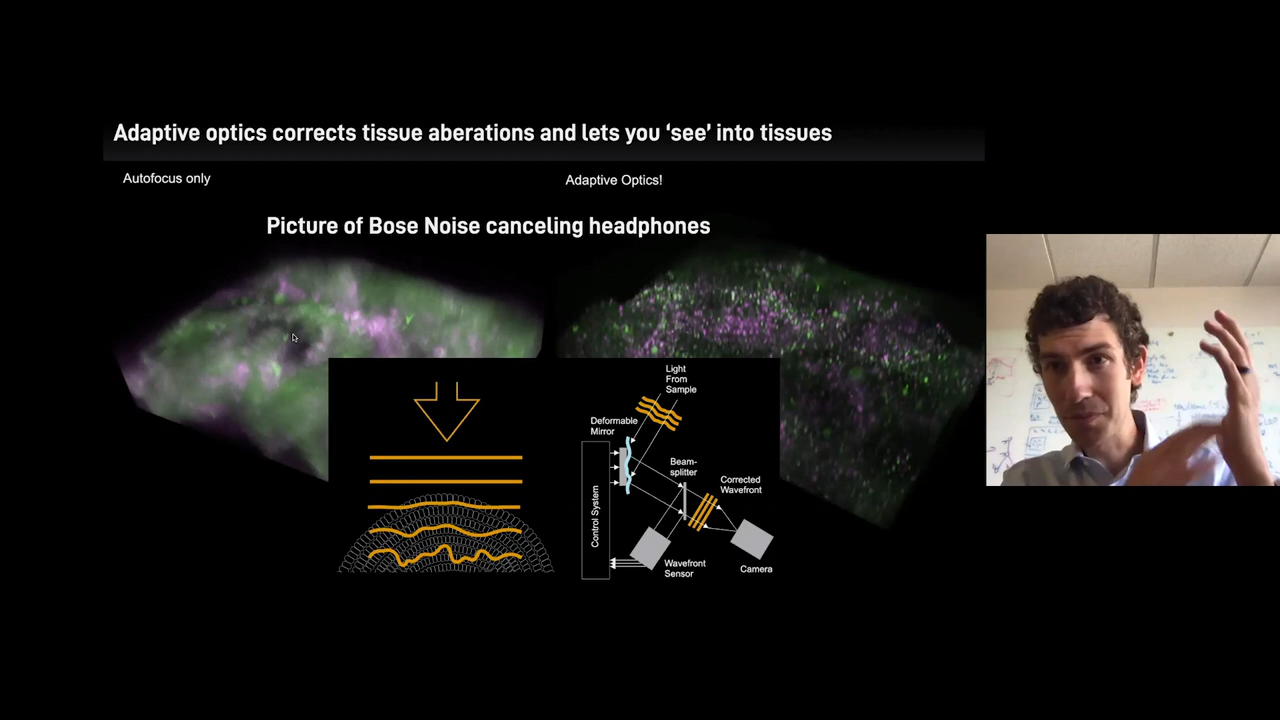 Adaptive optics corrects tissue aberations and lets you ‘see’ into tissues
Autofocus only
Adaptive Optics!
Picture of Bose Noise canceling headphones
Light
From
Sample
Deformable
Mirror
Beam-
splitter
Corrected
Wavefront
Control System
Wavefront
Sensor
Camera